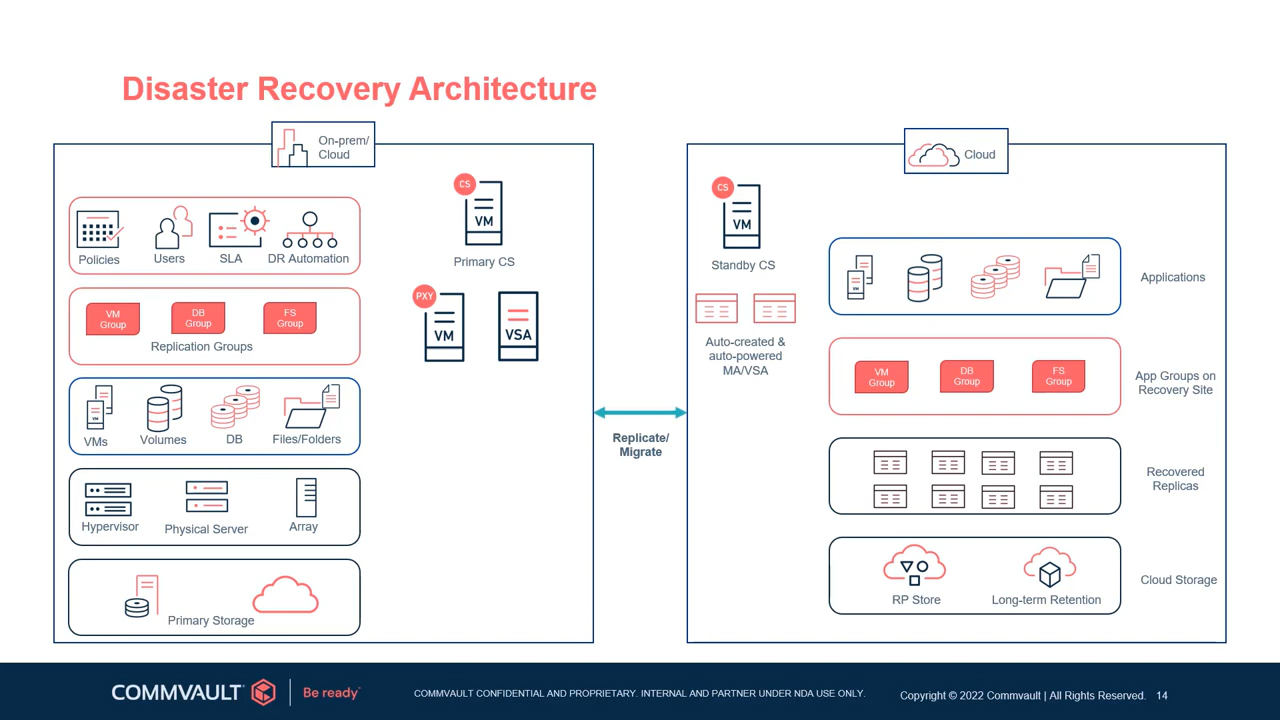 Disaster Recovery Architecture
On-prem/
Cloud
Policies
Users
SLA
DR Automation
VM
Group
DB
Group
FS
Group
Replication Groups
VM
VMs
Volumes
DB
Files/Folders
Hypervisor
Physical Server
Array
Primary Storage
CS
VM
Primary CS
PXY
VM
VSA
Replicate/
Migrate
Cloud
CS
VM
Standby CS
Auto-created &
auto-powered
MA/VSA
VM
Applications
VM
Group
DB
Group
FS
Group
App Groups on
Recovery Site
Recovered
Replicas
RP Store
Long-term Retention
Cloud Storage
COMMVAULT
Be ready
COMMVAULT CONFIDENTIAL AND PROPRIETARY. INTERNAL AND PARTNER UNDER NDA USE ONLY.
Copyright © 2022 Commvault | All Rights Reserved. 14